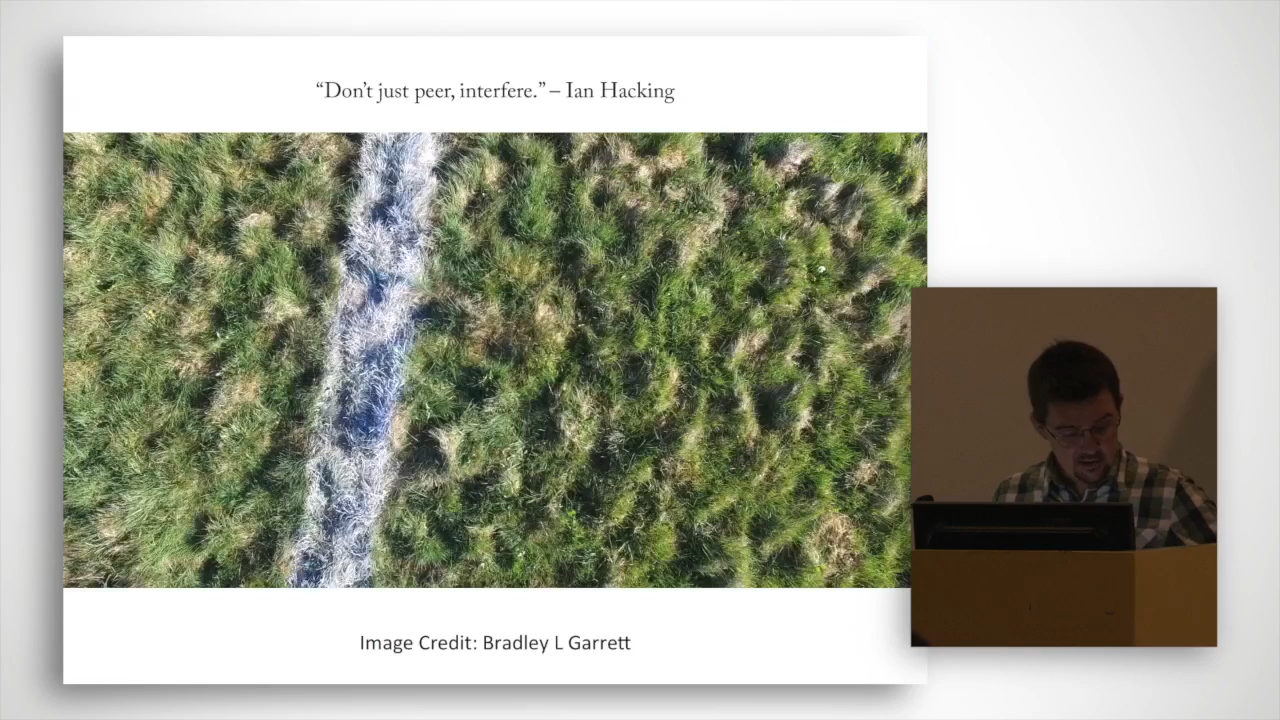 “Don’t just peer, interfere.” – Ian Hacking
Image Credit: Bradley L Garrett